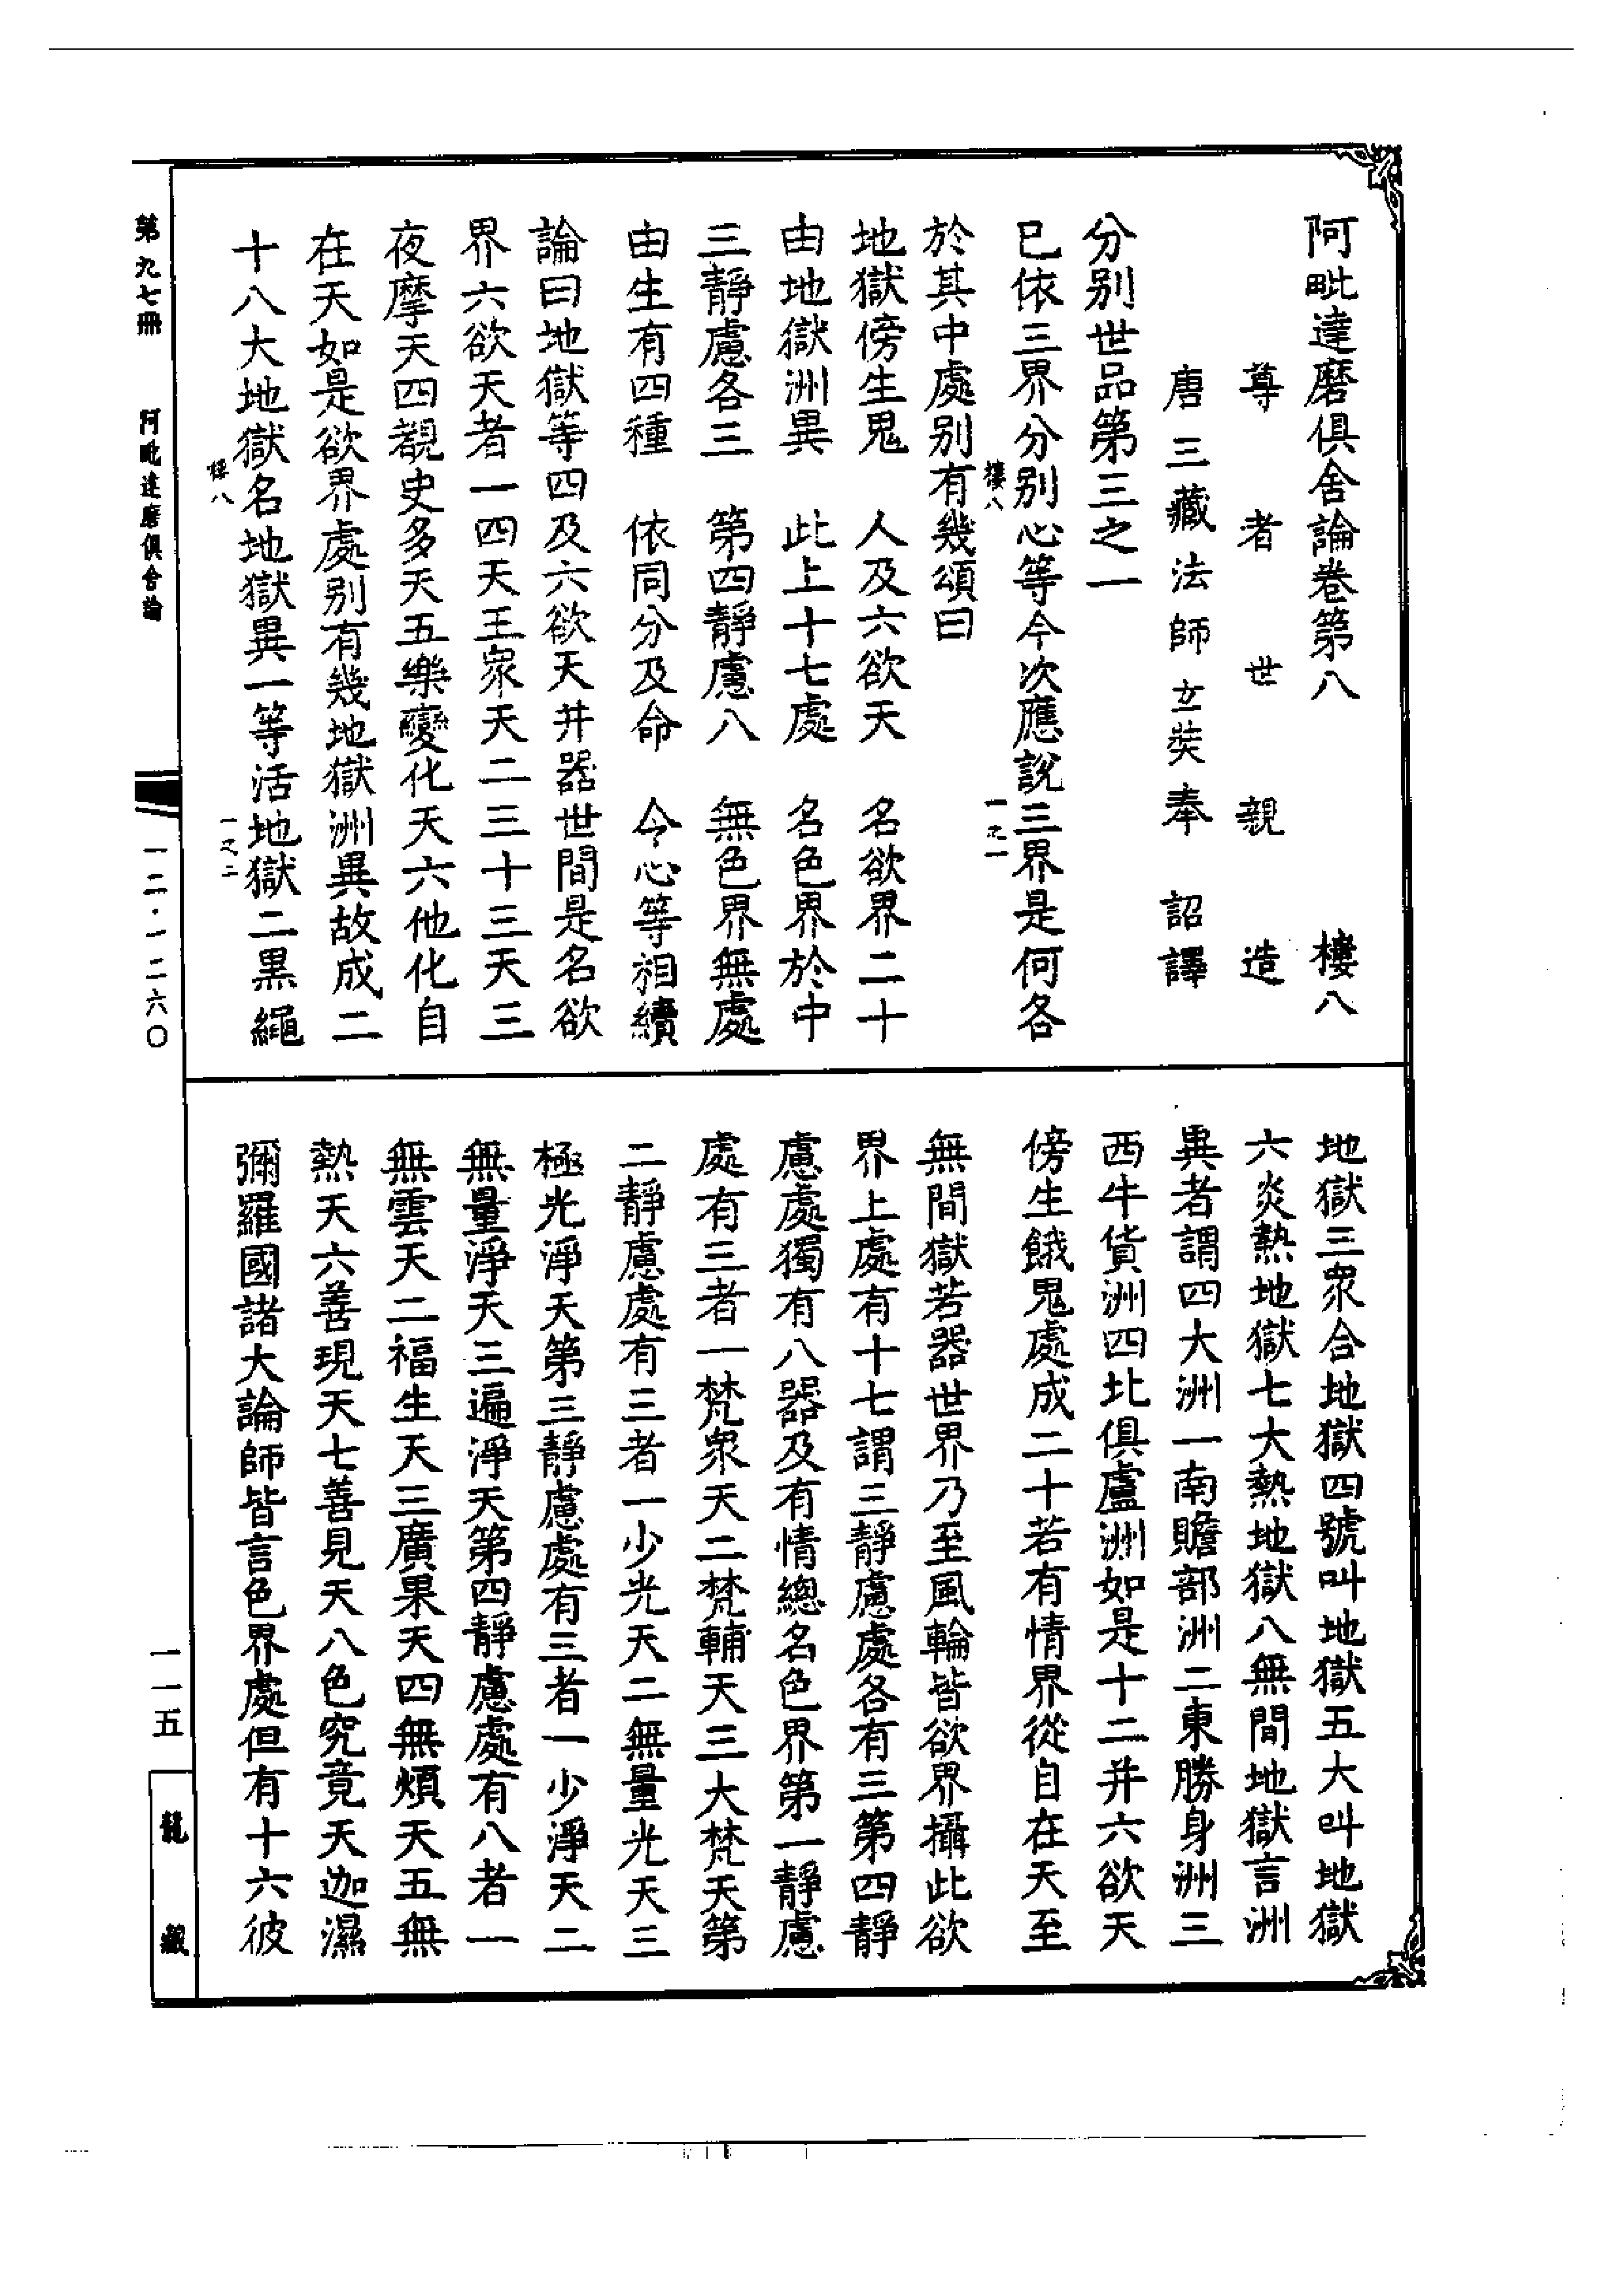 阿毗達磨俱舍論卷第八　樓八
尊者世親造
唐三藏法師玄奘奉　詔譯
分別世品第三之一
已依三界分別心等今次應說三界是何各
樓八　一之一
於其中處別有幾頌曰
地獄傍生鬼　人及六欲天　名欲界二十
由地獄洲異　此上十七處　名色界於中
三靜慮各三　第四靜慮八　無色界無處
由生有四種　依同分及命　令心等相續
論曰地獄等四及六欲天并器世間是名欲
界六欲天者一四天王衆天二三十三天三
夜摩天四覩史多天五樂變化天六他化自
在天如是欲界處別有幾地獄洲異故成二
十八大地獄名地獄異一等活地獄二黑繩
樓八　一之二
地獄三衆合地獄四號叫地獄五大叫地獄
六炎熱地獄七大熱地獄八無間地獄言洲
異者謂四大洲一南贍部洲二東勝身洲三
西牛貨洲四北俱盧洲如是十二并六欲天
傍生餓鬼處成二十若有情界從自在天至
無間獄若器世界乃至風輪皆欲界攝此欲
界上處有十七謂三靜慮處各有三第四靜
慮處獨有八器及有情總名色界第一靜慮
處有三者一梵衆天二梵輔天三大梵天第
二靜慮處有三者一少光天二無量光天三
極光淨天第三靜慮處有三者一少淨天二
無量淨天三遍淨天第四靜慮處有八者一
無雲天二福生天三廣果天四無煩天五無
熱天六善現天七善見天八色究竟天迦濕
彌羅國諸大論師皆言色界處但有十六彼
第九七冊　阿毗達磨俱舍論　一二·一二六〇　一一五　龍藏